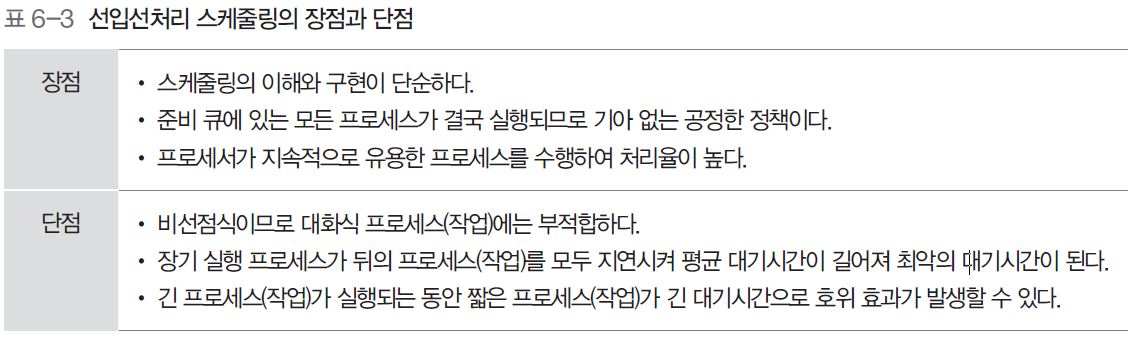 표 6-3 선입선처리 스케줄링의 장점과 단점
장점
• 스케줄링의 이해와 구현이 단순하다.
• 준비 큐에 있는 모든 프로세스가 결국 실행되므로 기아 없는 공정한 정책이다.
• 프로세서가 지속적으로 유용한 프로세스를 수행하여 처리율이 높다.
단점
• 비선점식이므로 대화식 프로세스(작업)에는 부적합하다.
• 장기 실행 프로세스가 뒤의 프로세스(작업)를 모두 지연시켜 평균 대기시간이 길어져 최악의 대기시간이 된다.
• 긴 프로세스(작업)가 실행되는 동안 짧은 프로세스(작업)가 긴 대기시간으로 호위 효과가 발생할 수 있다.